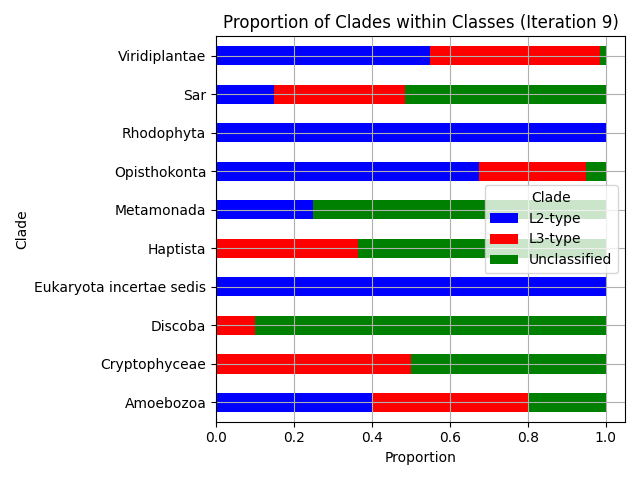 Proportion of Clades within Classes (Iteration 9)
Clade
Viridiplantae
Sar
Rhodophyta
Opisthokonta
Metamonada
Haptista
Eukaryota incertae sedis
Discoba
Cryptophyceae
Amoebozoa
Clade
L2-type
L3-type
Unclassified
0.0 0.2 0.4 0.6 0.8 1.0
Proportion